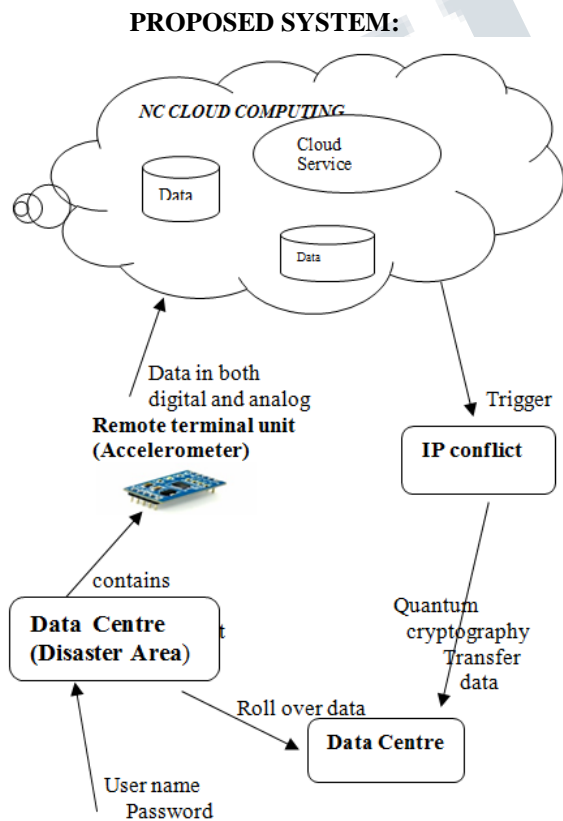 PROPOSED SYSTEM:
NC CLOUD COMPUTING
Cloud
Service
Data
Data
Data in both
digital and analog
Remote terminal unit
(Accelerometer)
Trigger
IP conflict
contains
Data Centre
(Disaster Area)
t
Quantum
cryptography
Transfer
data
Roll over data
Data Centre
User name
Password